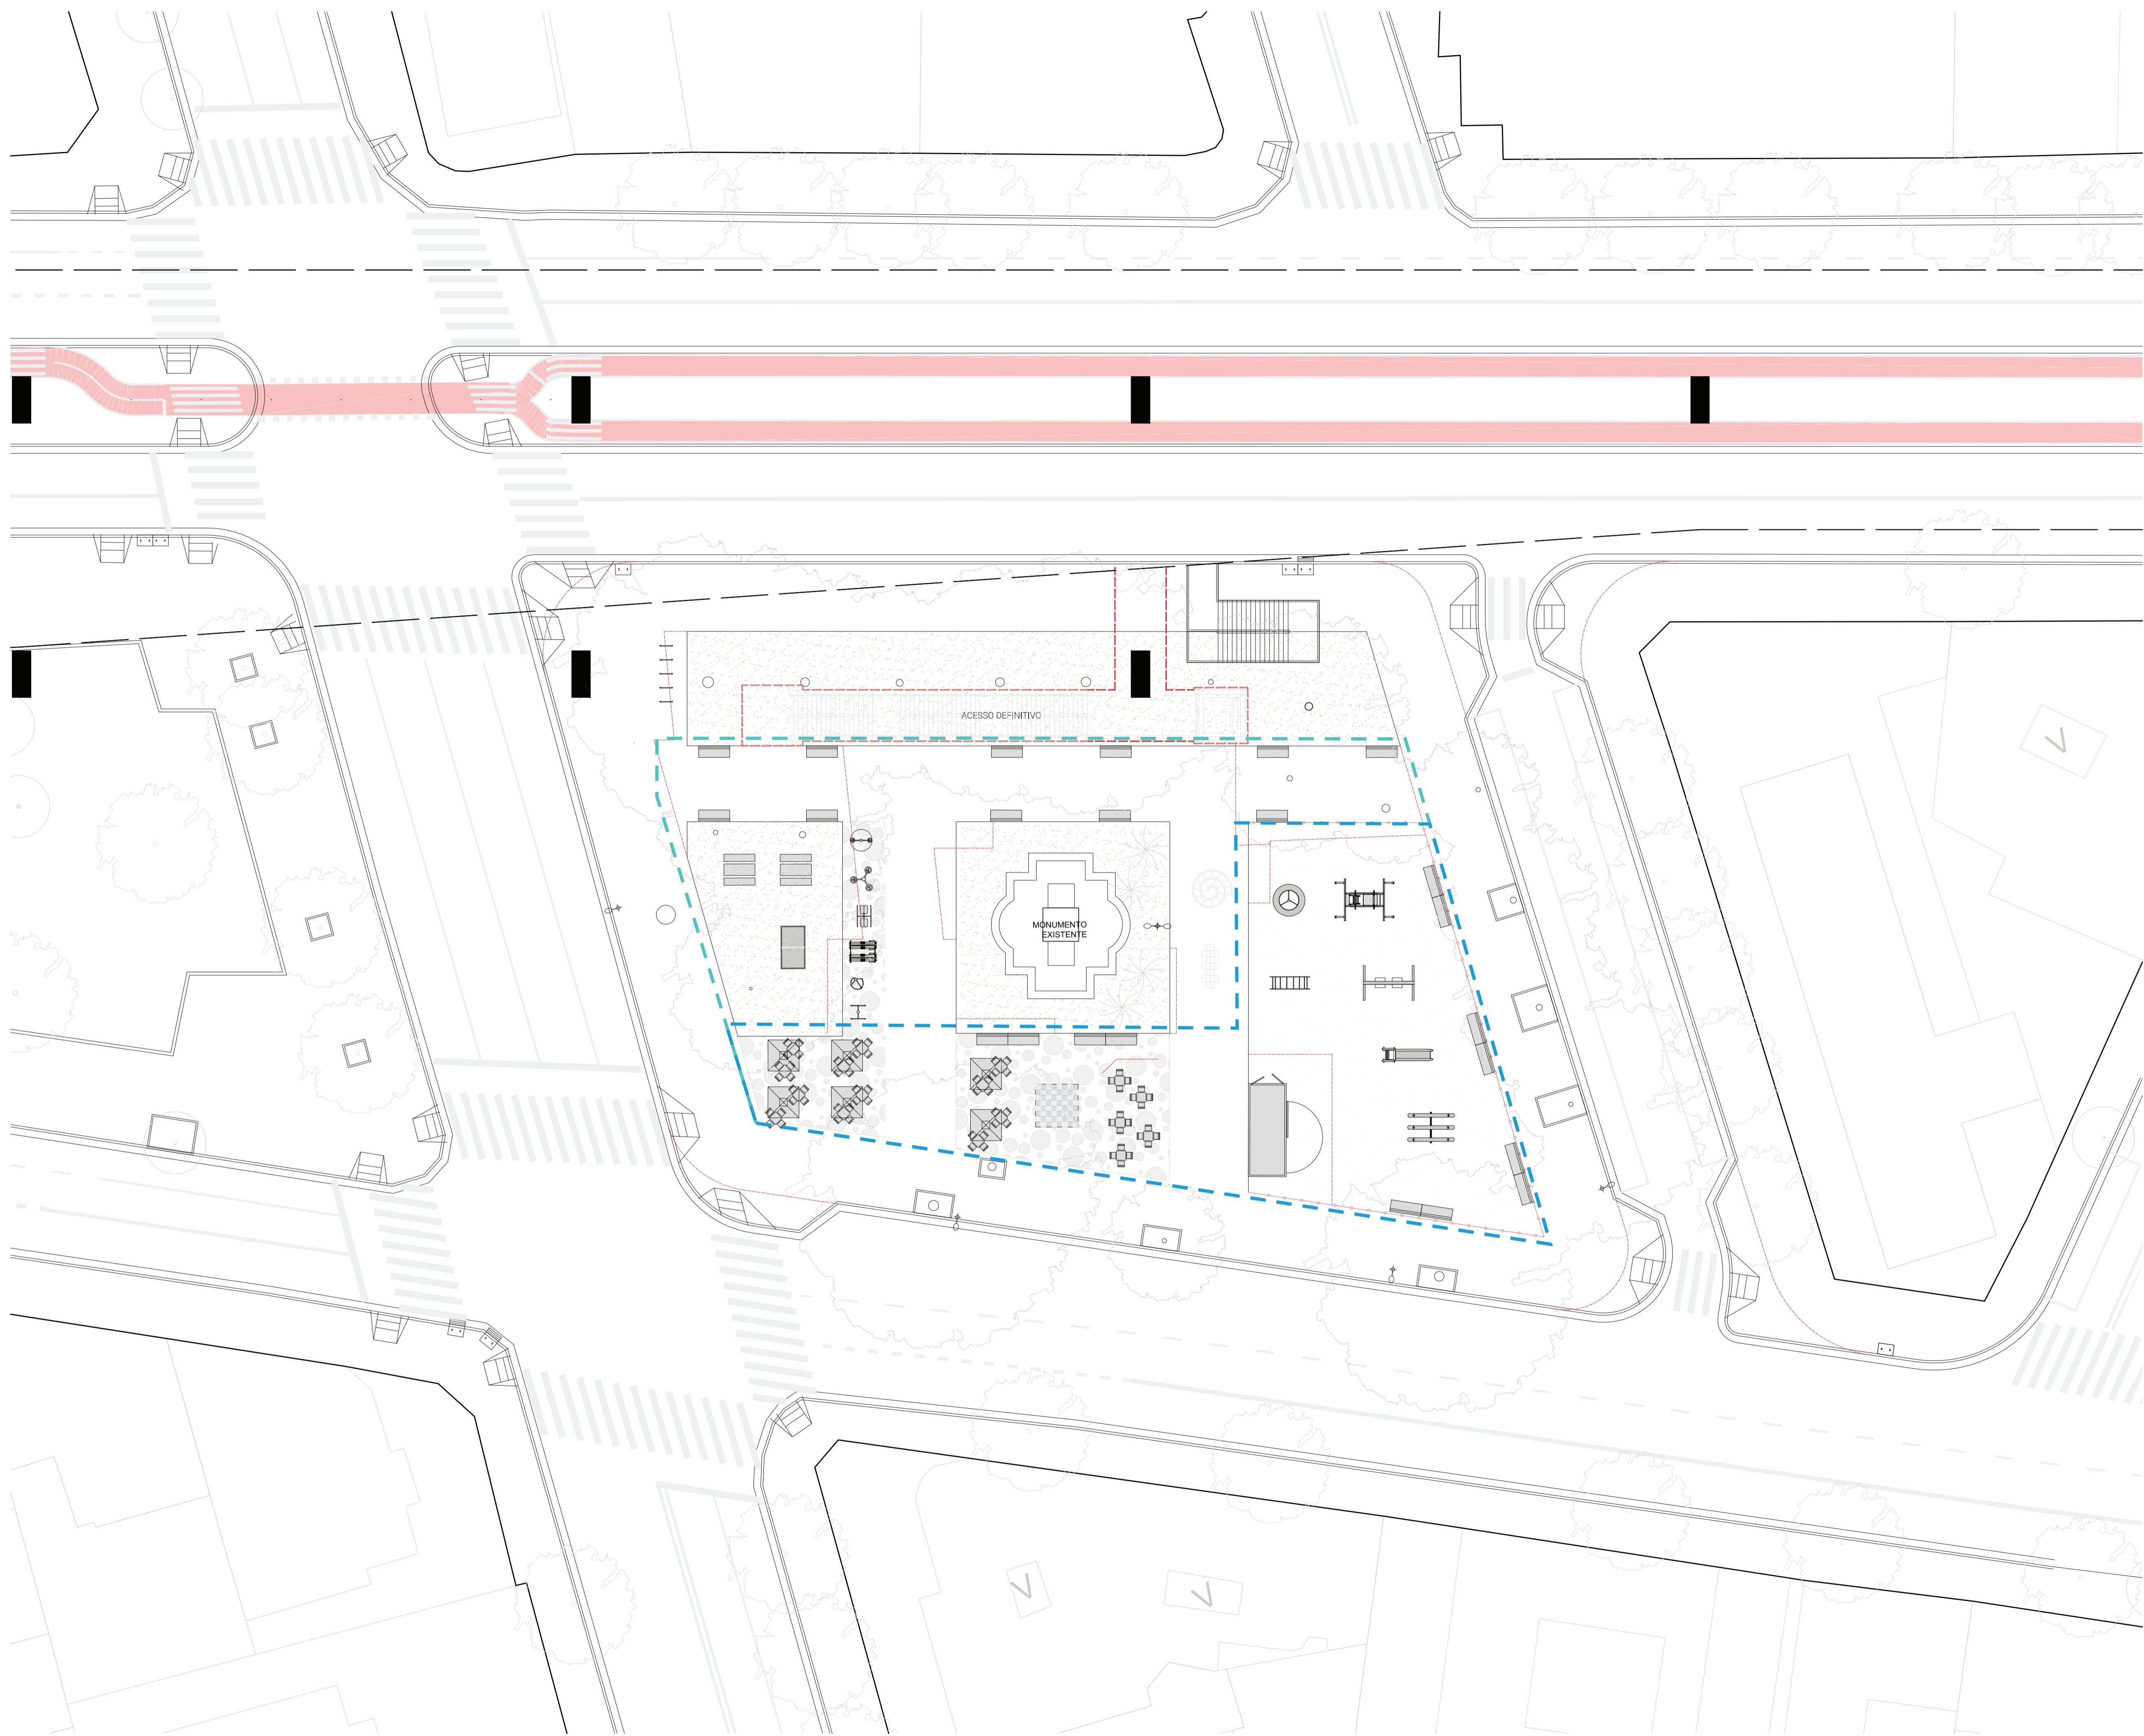 ACESSO DEFINITIVO
MONUMENTO
EXISTENTE
V
V
V